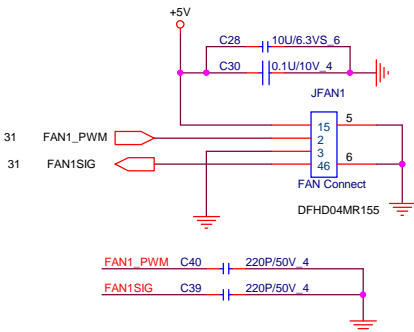 +5V
C28 10U/6.3VS_6
C30 0.1U/10V_4
JFAN1
31 FAN1_PWM
31 FAN1SIG
15 5
2
3
46 6
FAN Connect
DFHD04MR155
FAN1_PWM C40 220P/50V_4
FAN1SIG C39 220P/50V_4